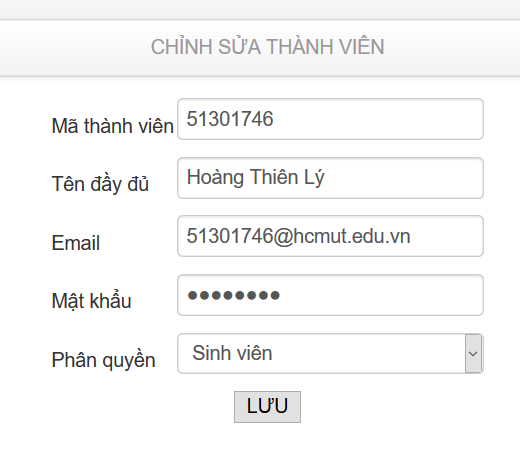 CHỈNH SỬA THÀNH VIÊN
Mã thành viên 51301746
Tên đầy đủ Hoàng Thiên Lý
Email 51301746@hcmut.edu.vn
Mật khẩu ●●●●●●●●
Phân quyền Sinh viên
LƯU